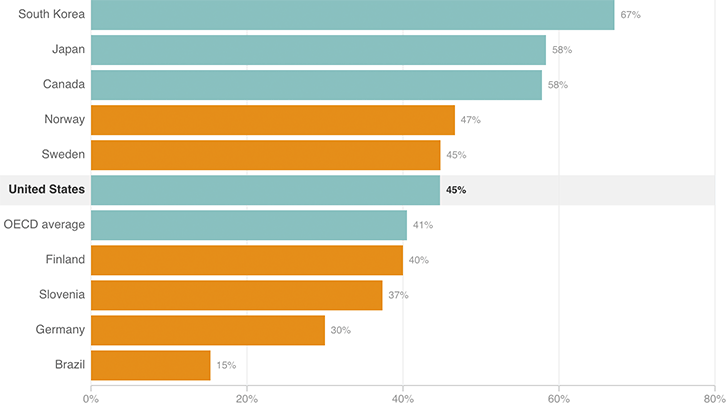 South Korea 67%
Japan 58%
Canada 58%
Norway 47%
Sweden 45%
United States 45%
OECD average 41%
Finland 40%
Slovenia 37%
Germany 30%
Brazil 15%
0% 20% 40% 60% 80%